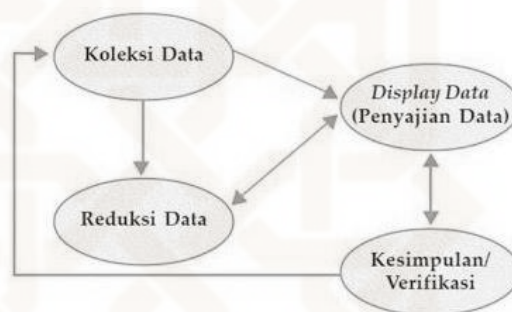 Koleksi Data
Display Data
(Penyajian Data)
Reduksi Data
Kesimpulan/
Verifikasi